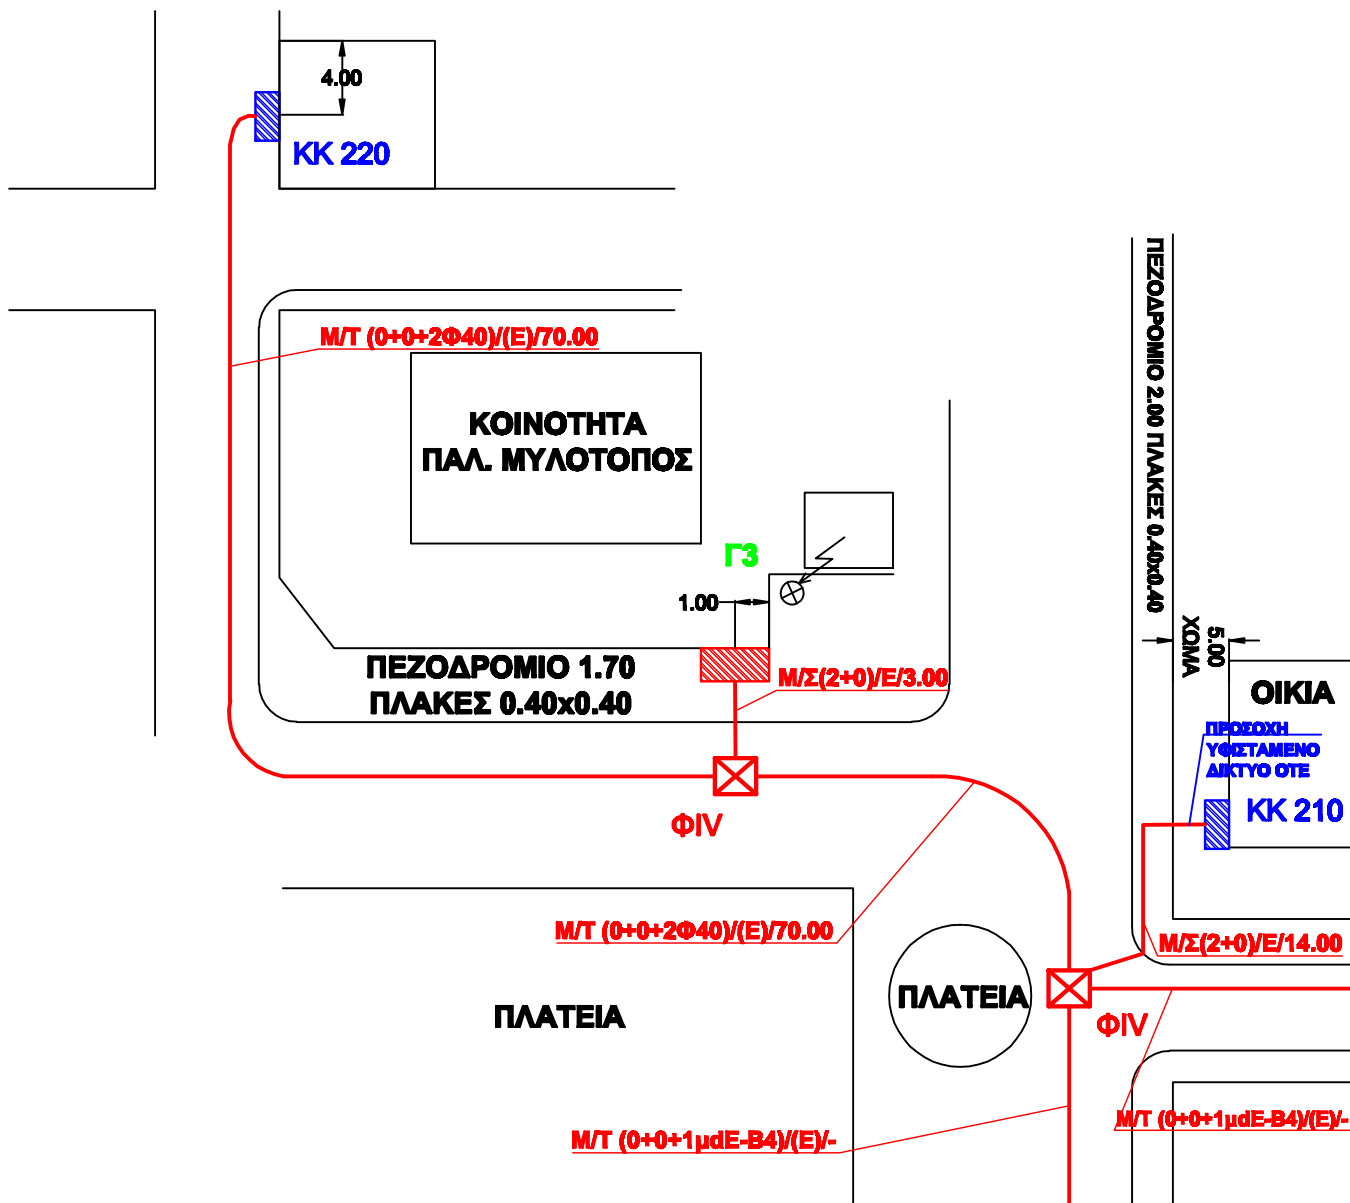 4.00
KK 220
M/T (0+0+2Φ40)/(E)/70.00
ΚΟΙΝΟΤΗΤΑ
ΠΑΛ. ΜΥΛΟΤΟΠΟΣ
Γ3
1.00
ΠΕΖΟΔΡΟΜΙΟ 1.70
ΠΛΑΚΕΣ 0.40x0.40
Μ/Σ(2+0)/Ε/3.00
ΦIV
ΠΕΖΟΔΡΟΜΙΟ 2.00 ΠΛΑΚΕΣ 0.40x0.40
5.00
ΧΩΜΑ
ΟΙΚΙΑ
ΠΡΟΣΟΧΗ
ΥΦΙΣΤΑΜΕΝΟ
ΔΙΚΤΥΟ ΟΤΕ
KK 210
M/T (0+0+2Φ40)/(E)/70.00
Μ/Σ(2+0)/Ε/14.00
ΠΛΑΤΕΙΑ
ΠΛΑΤΕΙΑ
ΦIV
M/T (0+0+1μdE-B4)/(E)/-
M/T (0+0+1μdE-B4)/(E)/-